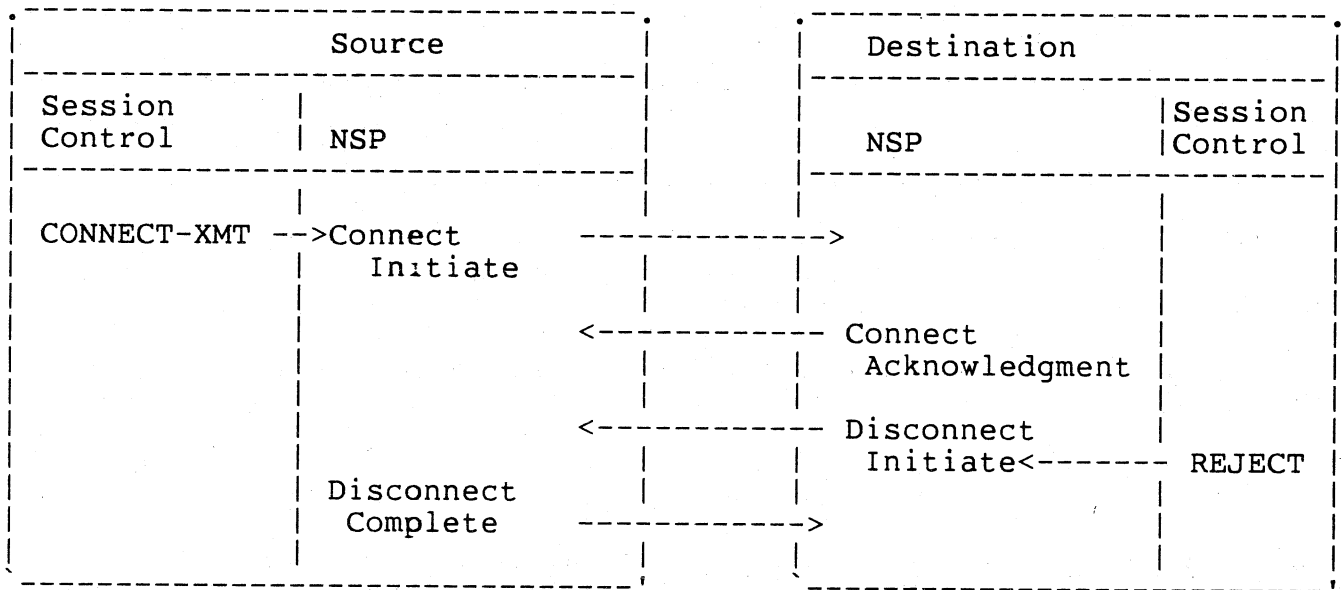 Source
Destination
Session
Control
NSP
NSP
Session
Control
CONNECT-XMT -->Connect
Initiate
Connect
Acknowledgment
Disconnect
Initiate<------- REJECT
Disconnect
Complete